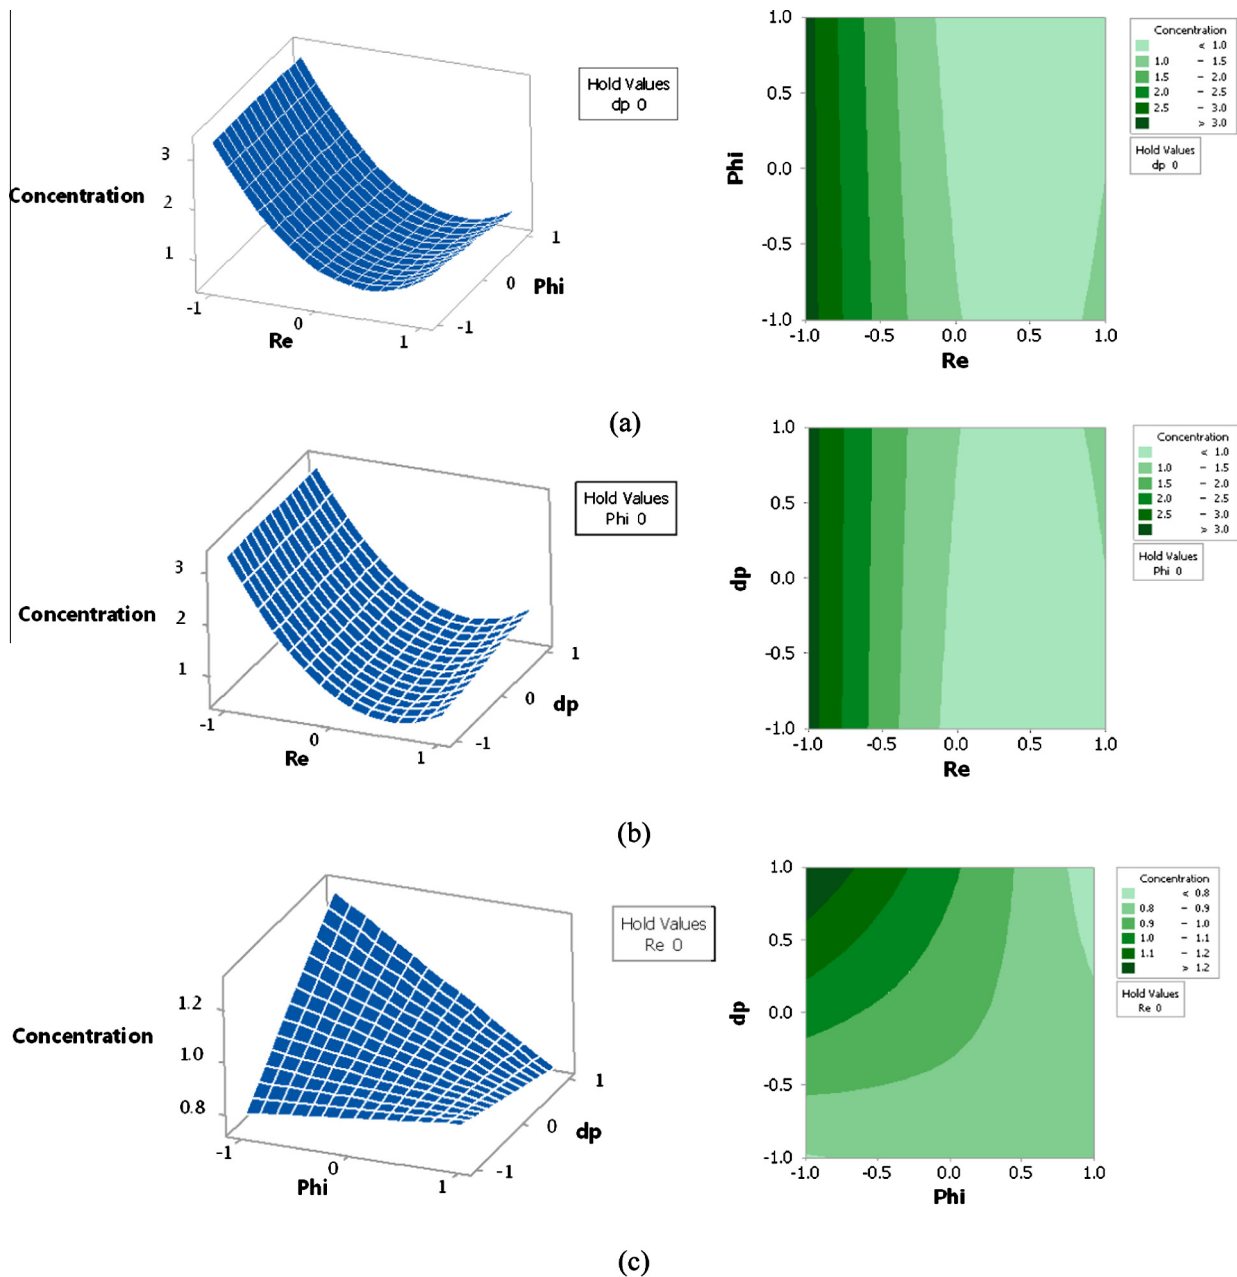 Hold Values
dp 0
3
2
1
Concentration
-1
0
1
Re
-1
0
1
Phi
1.0
0.5
0.0
-0.5
-1.0
Phi
-1.0 -0.5 0.0 0.5 1.0
Re
Concentration
< 1.0
1.0 – 1.5
1.5 – 2.0
2.0 – 2.5
2.5 – 3.0
> 3.0
Hold Values
dp 0
(a)
Hold Values
Phi 0
3
2
1
Concentration
-1
0
1
Re
-1
0
1
dp
1.0
0.5
0.0
-0.5
-1.0
dp
-1.0 -0.5 0.0 0.5 1.0
Re
Concentration
< 1.0
1.0 – 1.5
1.5 – 2.0
2.0 – 2.5
2.5 – 3.0
> 3.0
Hold Values
Phi 0
(b)
Hold Values
Re 0
1.2
1.0
0.8
Concentration
-1
0
1
Phi
-1
0
1
dp
1.0
0.5
0.0
-0.5
-1.0
dp
-1.0 -0.5 0.0 0.5 1.0
Phi
Concentration
< 0.8
0.8 – 0.9
0.9 – 1.0
1.0 – 1.1
1.1 – 1.2
> 1.2
Hold Values
Re 0
(c)